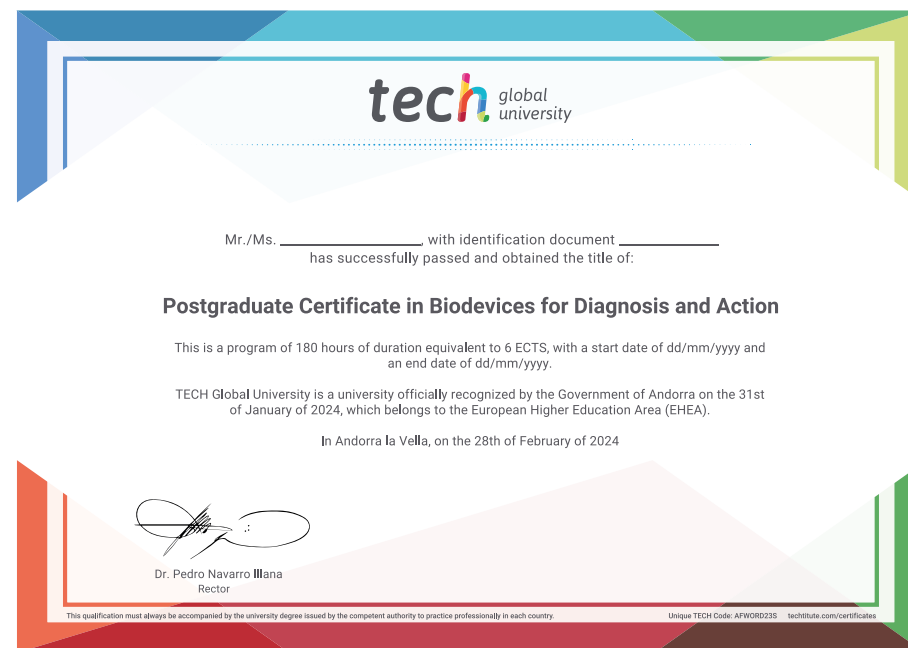 tech global
university
Mr./Ms. ____________________, with identification document ______________
has successfully passed and obtained the title of:
Postgraduate Certificate in Biodevices for Diagnosis and Action
This is a program of 180 hours of duration equivalent to 6 ECTS, with a start date of dd/mm/yyyy and
an end date of dd/mm/yyyy.
TECH Global University is a university officially recognized by the Government of Andorra on the 31st
of January of 2024, which belongs to the European Higher Education Area (EHEA).
In Andorra la Vella, on the 28th of February of 2024
Dr. Pedro Navarro Illana
Rector
This qualification must always be accompanied by the university degree issued by the competent authority to practice professionally in each country.
Unique TECH Code: AFWORD23S techtitute.com/certificates